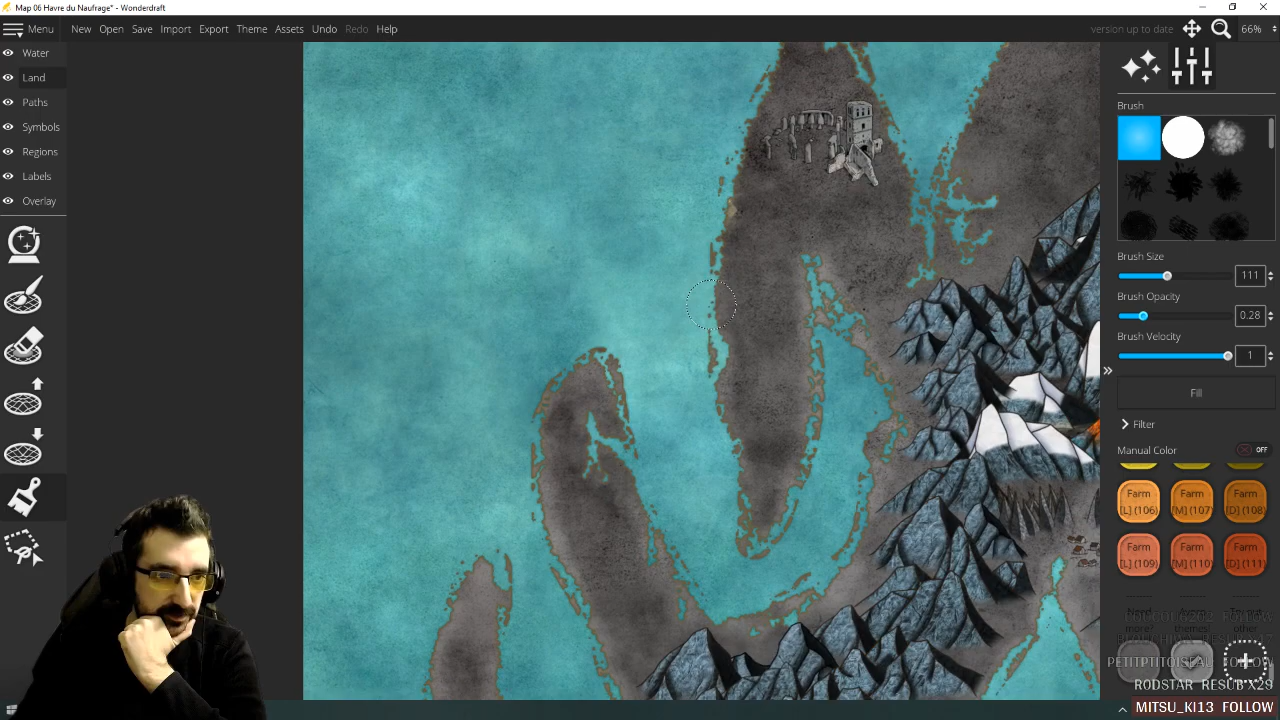 Map 06 Havre du Naufrage* - Wonderdraft
Menu New Open Save Import Export Theme Assets Undo Redo Help version up to date 66%
Water
Land
Paths
Symbols
Regions
Labels
Overlay
Brush
Brush Size
111
Brush Opacity
0.28
Brush Velocity
1
Fill
Filter
Manual Color OFF
Farm [L] (106)
Farm [M] (107)
Farm [D] (108)
Farm [L] (109)
Farm [M] (110)
Farm [D] (111)
PETITPTITOISEAU FOLLOW
RODSTAR RESUB X29
MITSU_KI13 FOLLOW